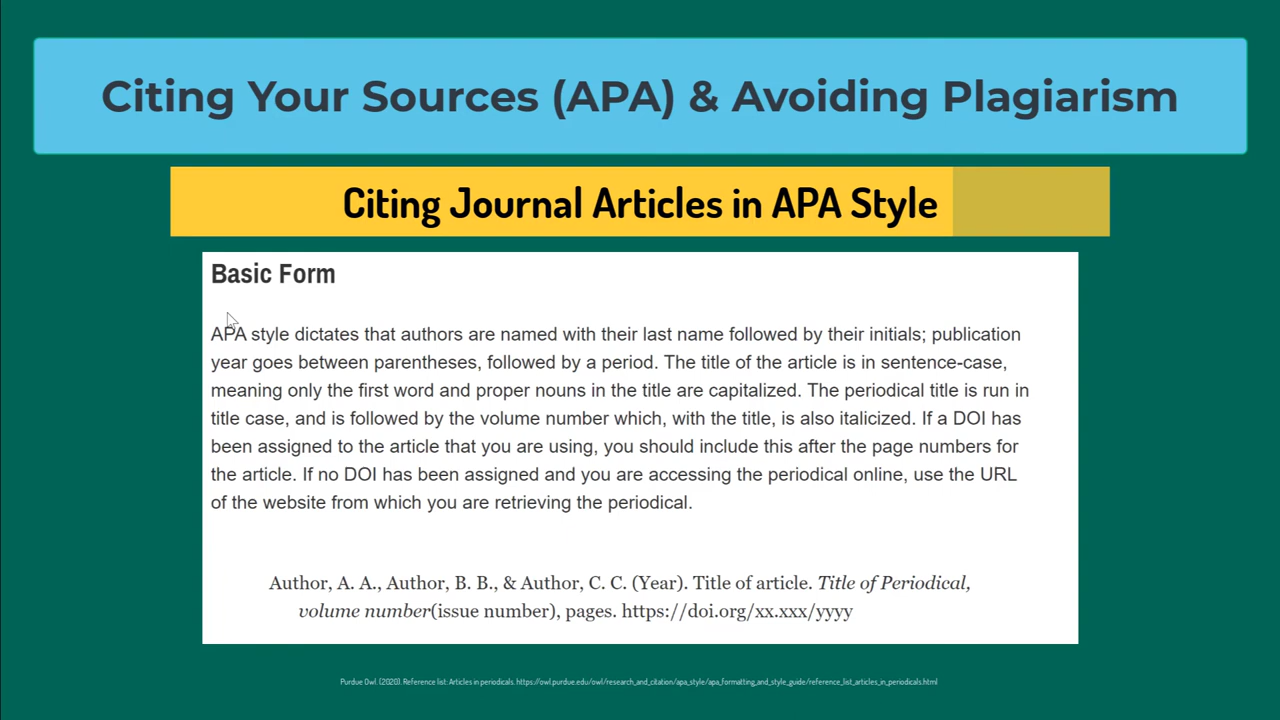 Citing Your Sources (APA) & Avoiding Plagiarism
Citing Journal Articles in APA Style
Basic Form
APA style dictates that authors are named with their last name followed by their initials; publication
year goes between parentheses, followed by a period. The title of the article is in sentence-case,
meaning only the first word and proper nouns in the title are capitalized. The periodical title is run in
title case, and is followed by the volume number which, with the title, is also italicized. If a DOI has
been assigned to the article that you are using, you should include this after the page numbers for
the article. If no DOI has been assigned and you are accessing the periodical online, use the URL
of the website from which you are retrieving the periodical.
Author, A. A., Author, B. B., & Author, C. C. (Year). Title of article. Title of Periodical,
volume number(issue number), pages. https://doi.org/xx.xxx/yyyy
Purdue Owl. (2020). Reference list: Articles in periodicals. https://owl.purdue.edu/owl/research_and_citation/apa_style/apa_formatting_and_style_guide/reference_list_articles_in_periodicals.html